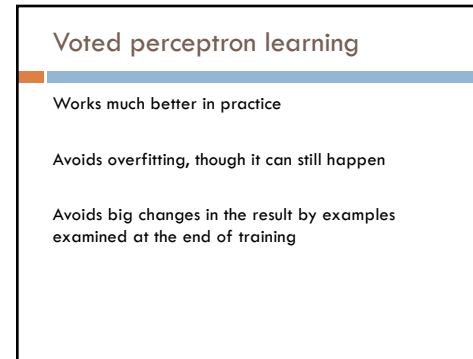 Voted perceptron learning
Works much better in practice
Avoids overfitting, though it can still happen
Avoids big changes in the result by examples
examined at the end of training